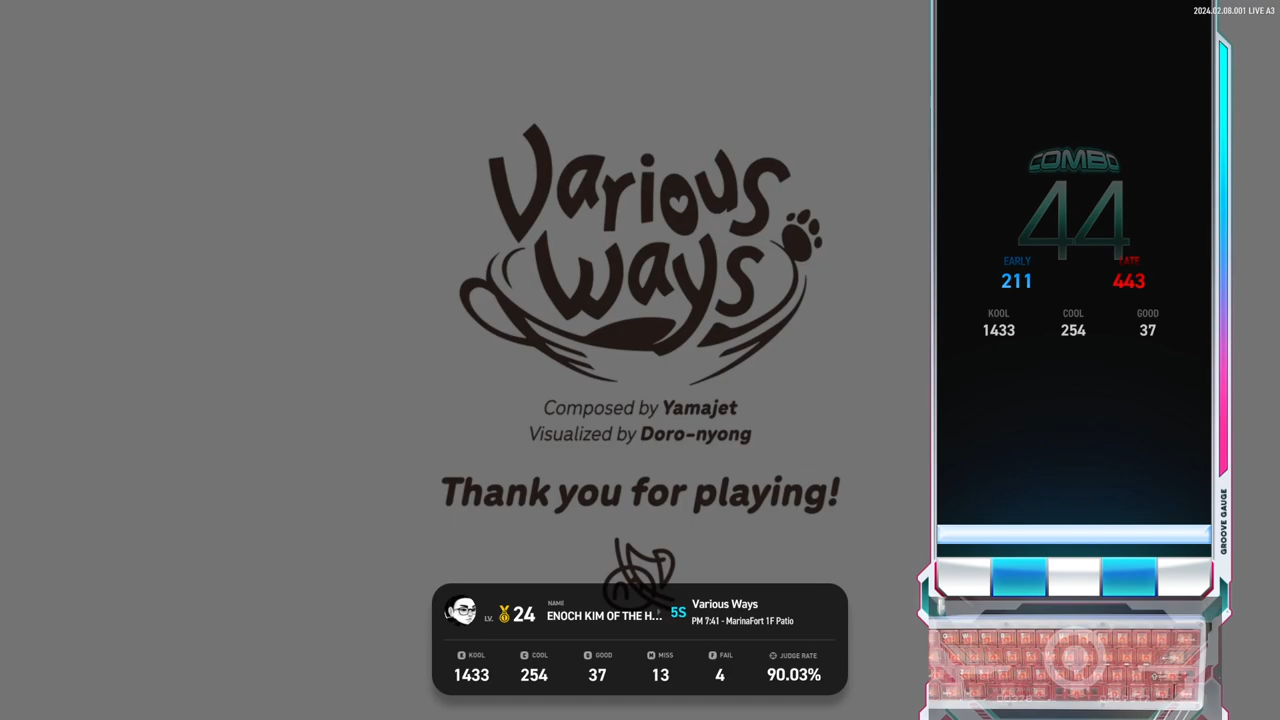 2024.02.08.001 LIVE A3
Various
Ways
Composed by Yamajet
Visualized by Doro-nyong
Thank you for playing!
COMBO
44
EARLY LATE
211 443
KOOL COOL GOOD
1433 254 37
GROOVE GAUGE
LV. 24 NAME
ENOCH KIM OF THE H... 5S Various Ways
PM 7:41 - MarinaFort 1F Patio
K KOOL C COOL G GOOD M MISS F FAIL JUDGE RATE
1433 254 37 13 4 90.03%